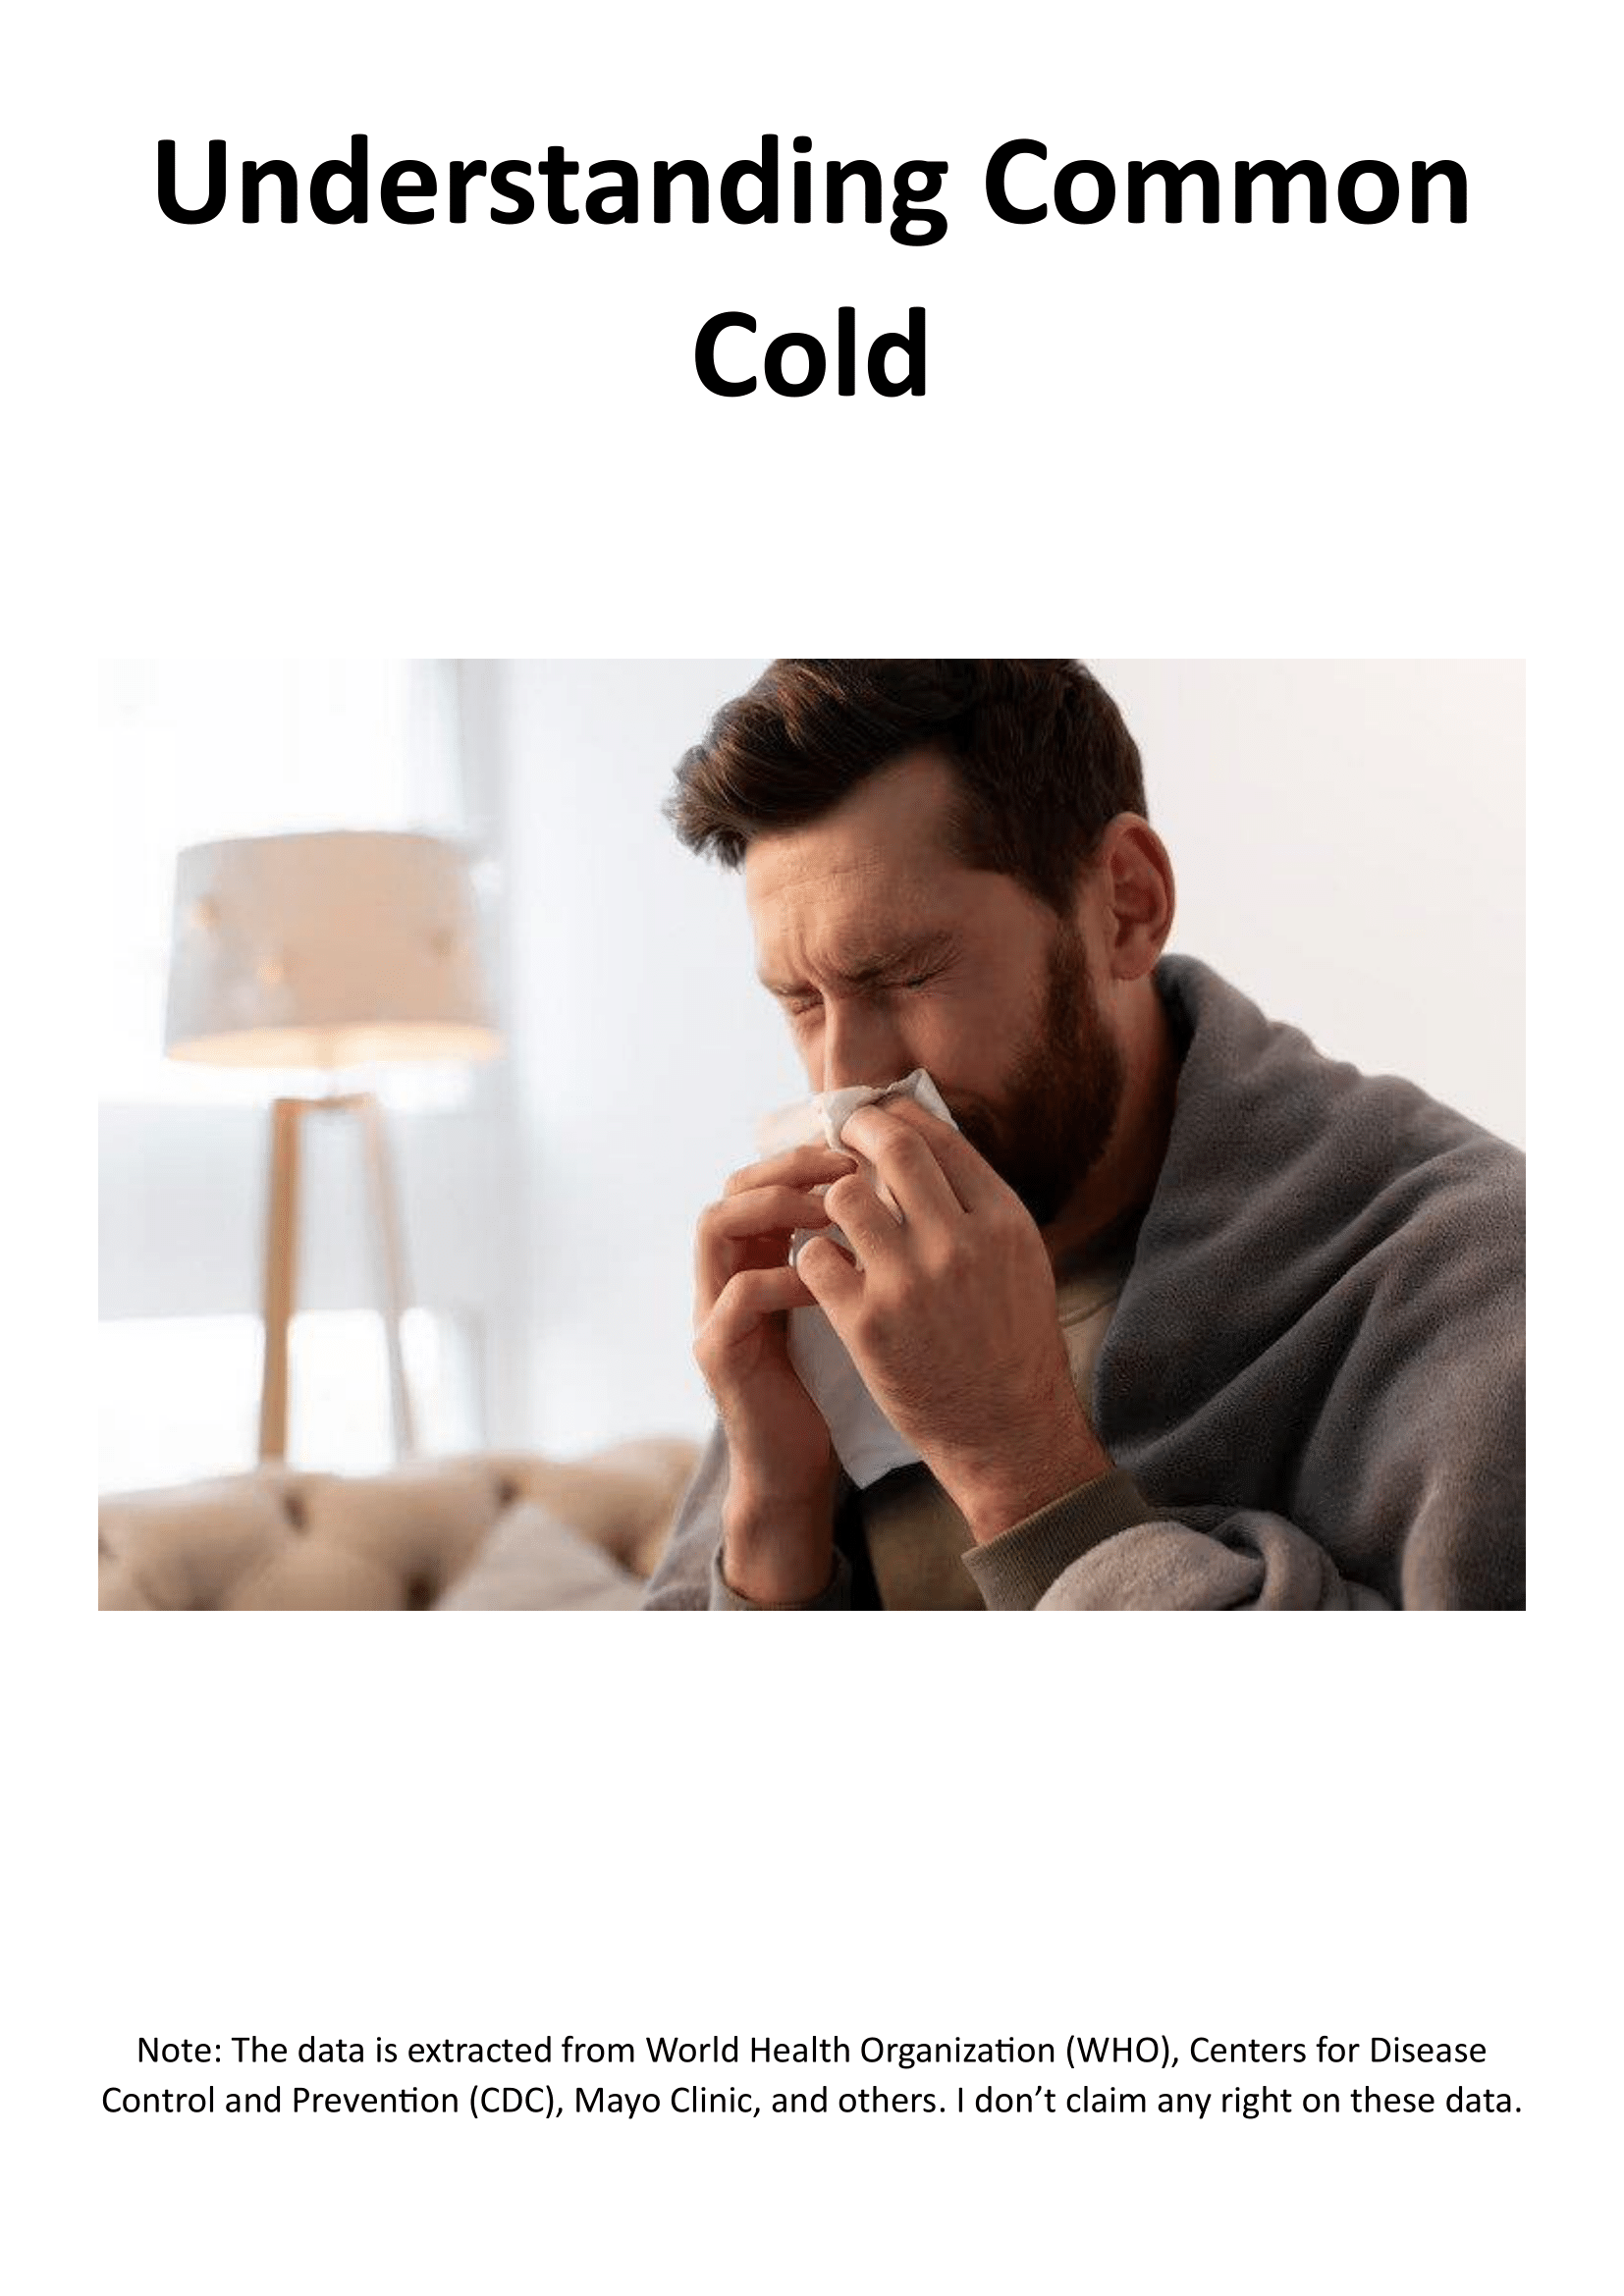 Understanding Common
Cold
Note: The data is extracted from World Health Organization (WHO), Centers for Disease
Control and Prevention (CDC), Mayo Clinic, and others. I don’t claim any right on these data.